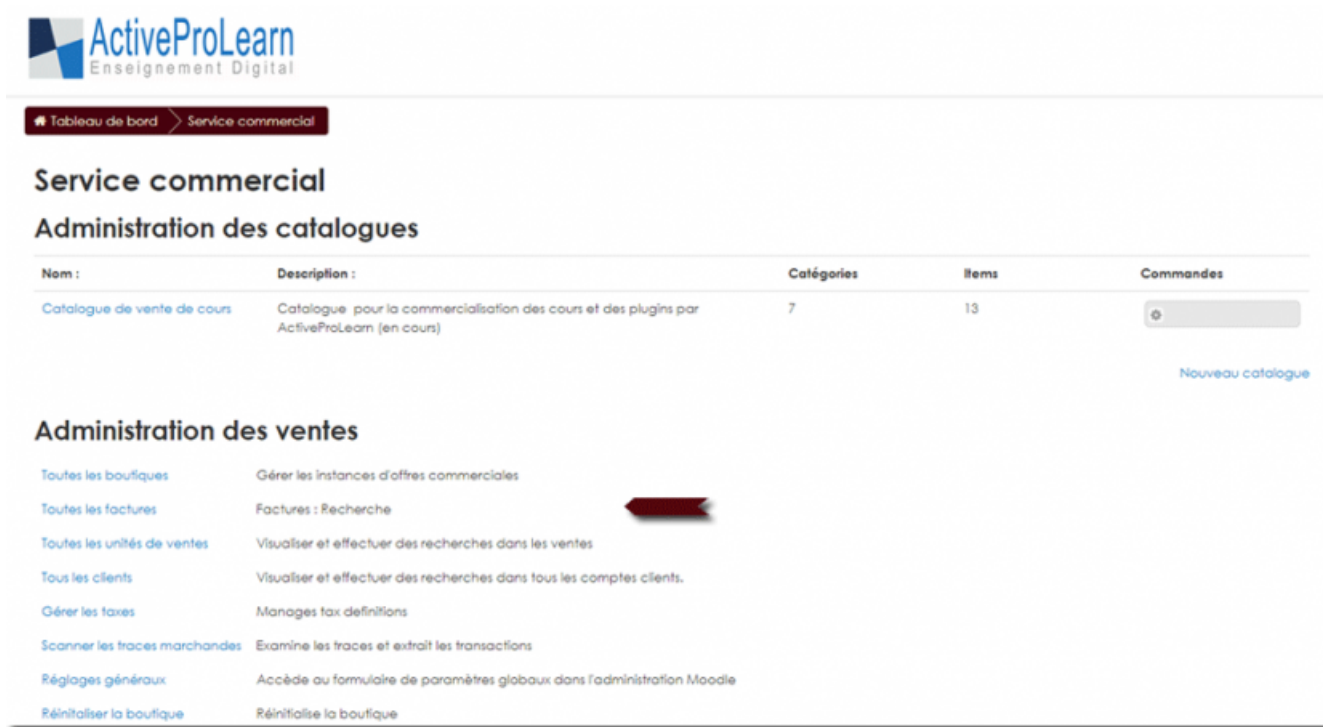 ActiveProLearn
Enseignement Digital
Tableau de bord Service commercial
Service commercial
Administration des catalogues
Nom : Description : Catégories Items Commandes
Catalogue de vente de cours Catalogue pour la commercialisation des cours et des plugins par 7 13
ActiveProLearn (en cours)
Nouveau catalogue
Administration des ventes
Toutes les boutiques Gérer les instances d'offres commerciales
Toutes les factures Factures : Recherche
Toutes les unités de ventes Visualiser et effectuer des recherches dans les ventes
Tous les clients Visualiser et effectuer des recherches dans tous les comptes clients.
Gérer les taxes Manages tax definitions
Scanner les traces marchandes Examine les traces et extrait les transactions
Réglages généraux Accède au formulaire de paramètres globaux dans l'administration Moodle
Réinitaliser la boutique Réinitialise la boutique